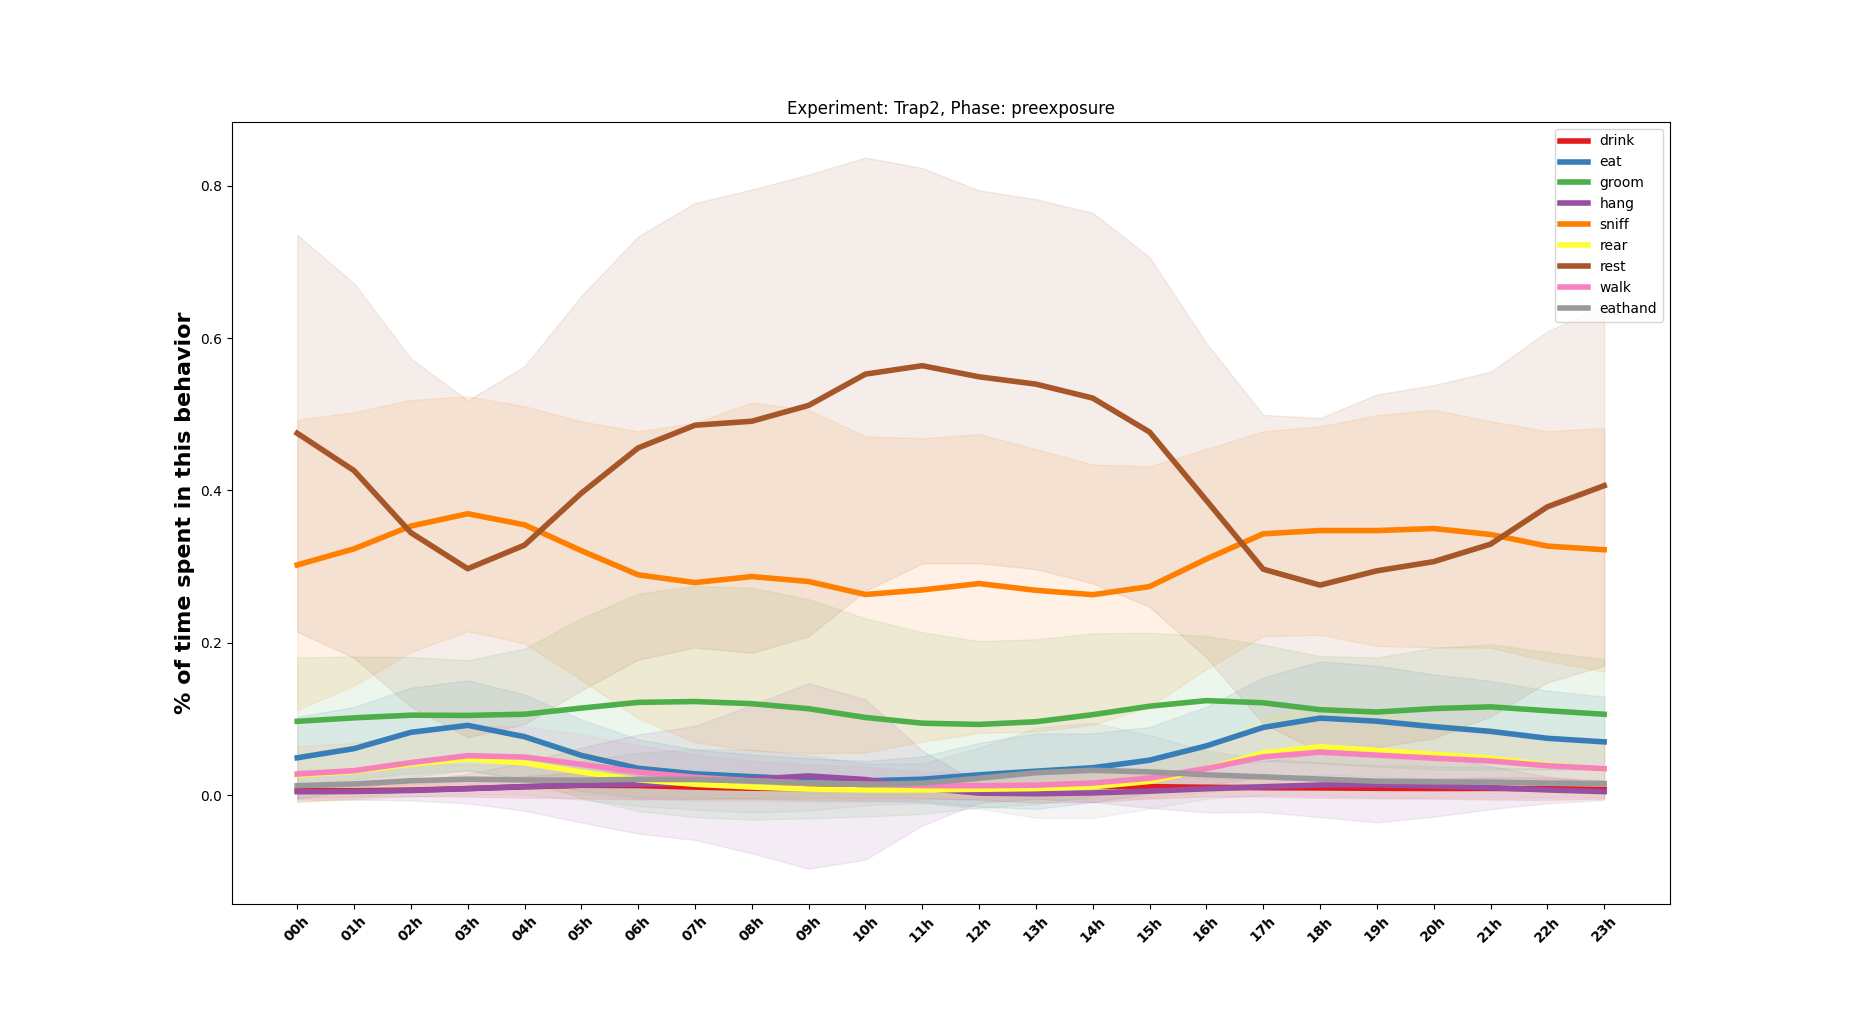 Experiment: Trap2, Phase: preexposure
drink
eat
groom
hang
sniff
rear
rest
walk
eathand
% of time spent in this behavior
0.8
0.6
0.4
0.2
0.0
00h 01h 02h 03h 04h 05h 06h 07h 08h 09h 10h 11h 12h 13h 14h 15h 16h 17h 18h 19h 20h 21h 22h 23h